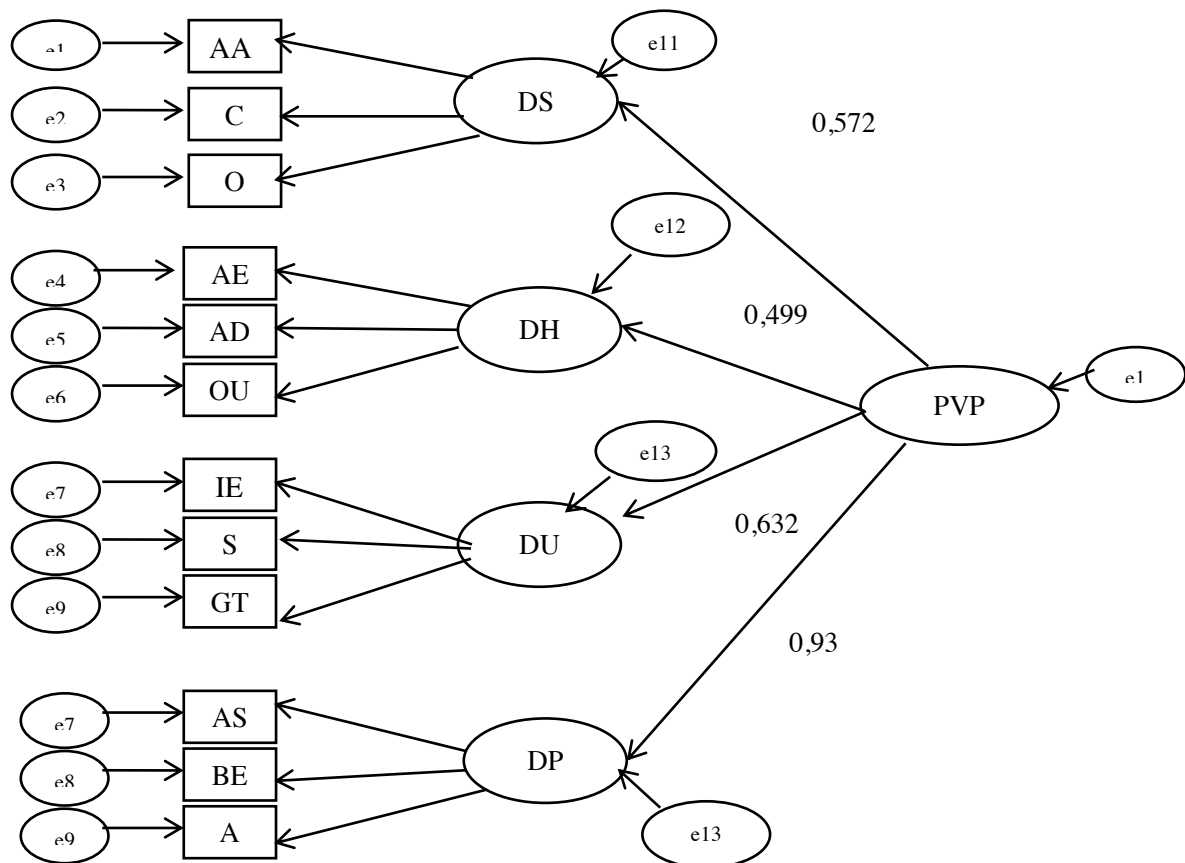 e1
AA
e11
e2
C
DS
0,572
e3
O
e12
e4
AE
0,499
e5
AD
DH
e6
OU
PVP
e1
e13
e7
IE
0,632
e8
S
DU
e9
GT
0,93
e7
AS
e8
BE
DP
e9
A
e13